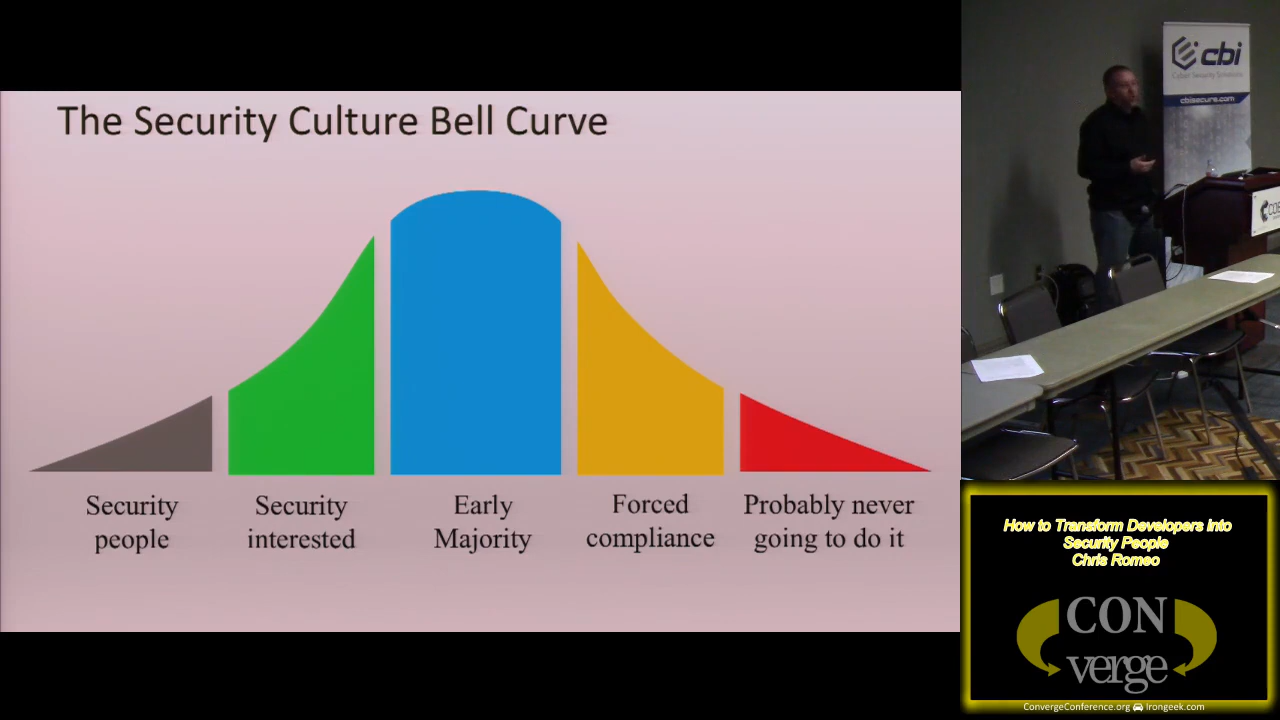 The Security Culture Bell Curve
Security
people
Security
interested
Early
Majority
Forced
compliance
Probably never
going to do it
cbi
Cyber Security Solutions
cbisecure.com
How to Transform Developers Into
Security People
Chris Romeo
CON
verge
ConvergeConference.org Irongeek.com